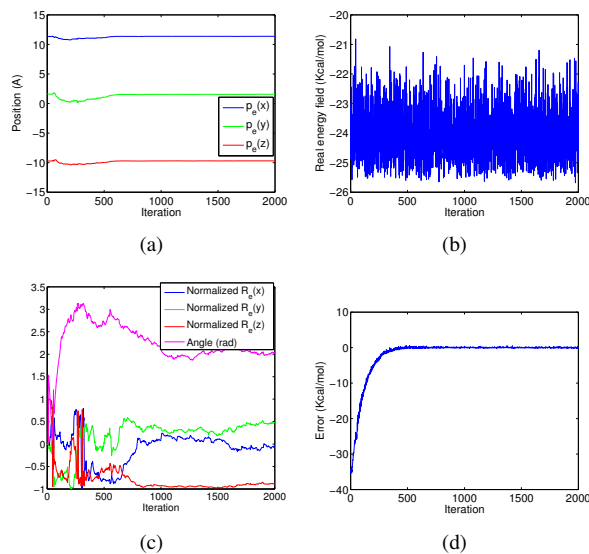 15
10
5
0
−5
−10
−15
Position (A)
p_e(x)
p_e(y)
p_e(z)
0 500 1000 1500 2000
Iteration
(a)
−20
−21
−22
−23
−24
−25
−26
Real energy field (Kcal/mol)
0 500 1000 1500 2000
Iteration
(b)
3.5
3
2.5
2
1.5
1
0.5
0
−0.5
−1
Normalized R_e(x)
Normalized R_e(y)
Normalized R_e(z)
Angle (rad)
0 500 1000 1500 2000
Iteration
(c)
10
0
−10
−20
−30
−40
Error (Kcal/mol)
0 500 1000 1500 2000
Iteration
(d)